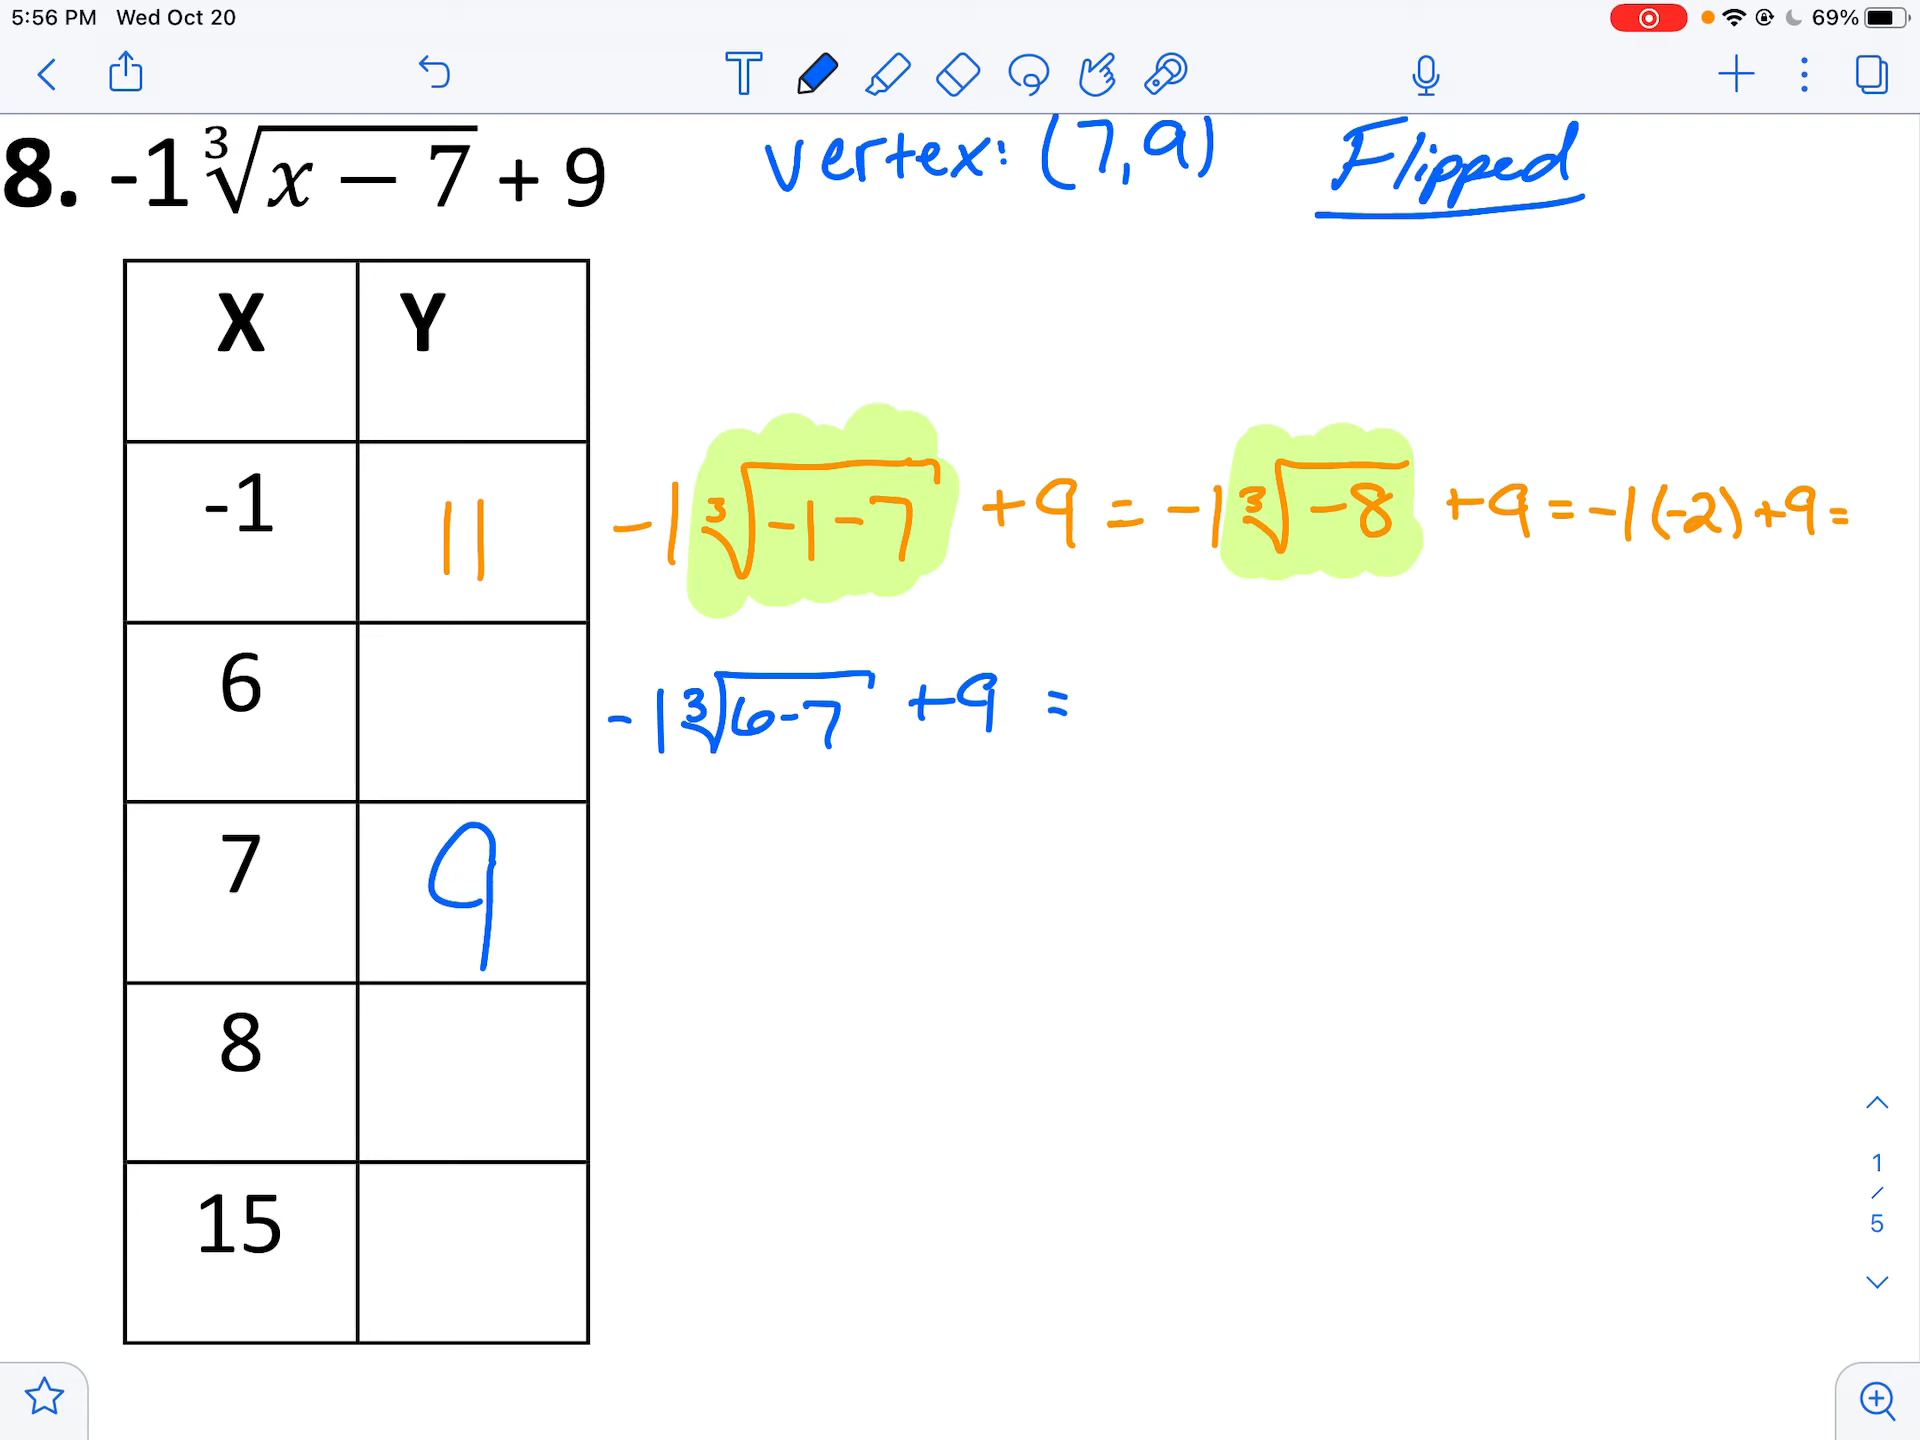 5:56 PM Wed Oct 20 69%
T
8. -1∛(x − 7) + 9 vertex: (7,9) Flipped
X Y
-1 11 -1∛(-1-7) +9 = -1∛(-8) +9 = -1(-2)+9 =
6 -1∛(6-7) +9 =
7 9
8
15
1
/
5